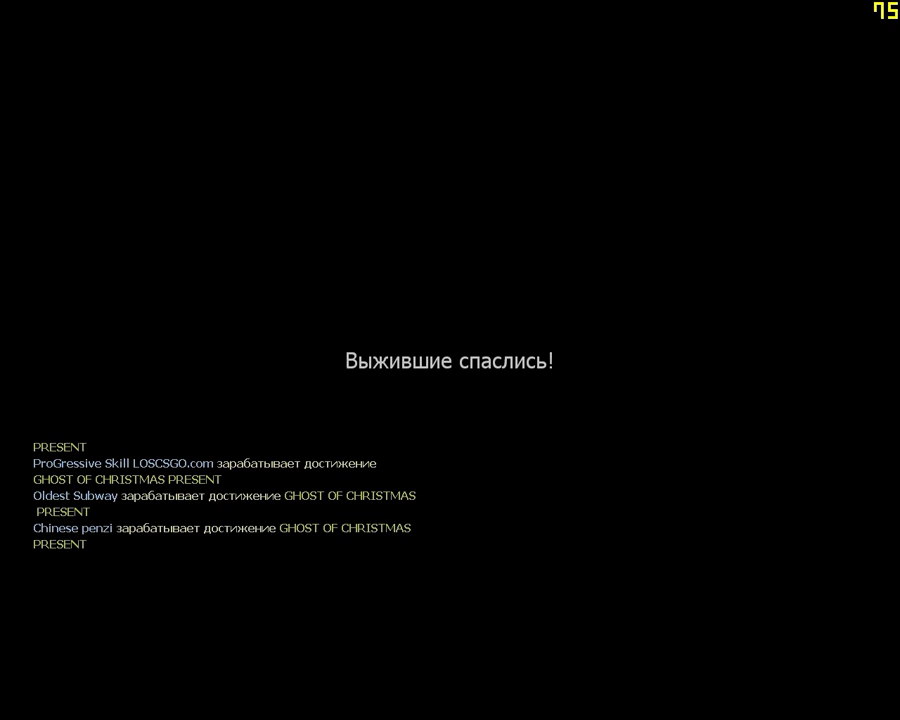 75
Выжившие спаслись!
PRESENT
ProGressive Skill LOSCSGO.com зарабатывает достижение
GHOST OF CHRISTMAS PRESENT
Oldest Subway зарабатывает достижение GHOST OF CHRISTMAS
PRESENT
Chinese penzi зарабатывает достижение GHOST OF CHRISTMAS
PRESENT